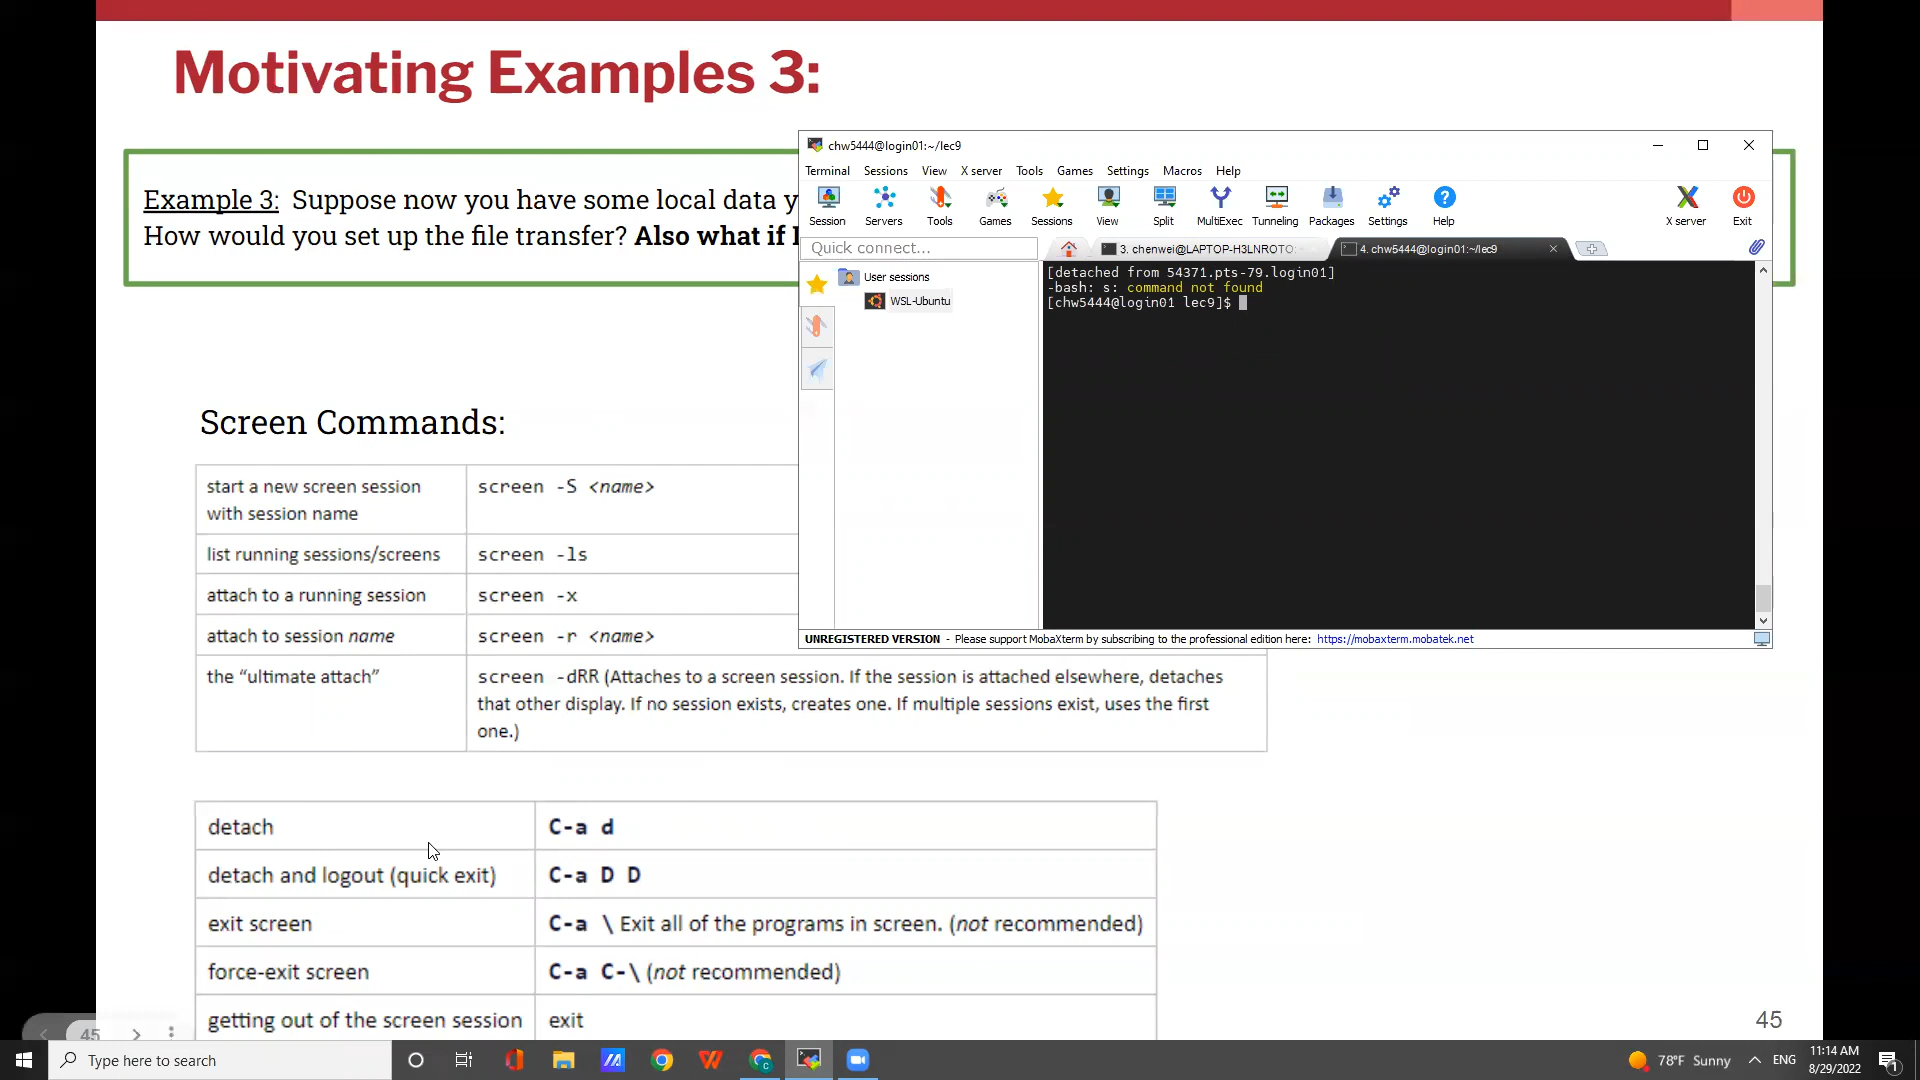 Motivating Examples 3:
Example 3: Suppose now you have some local data y
How would you set up the file transfer? Also what if I
chw5444@login01:~/lec9
Terminal Sessions View X server Tools Games Settings Macros Help
Session Servers Tools Games Sessions View Split MultiExec Tunneling Packages Settings Help X server Exit
Quick connect...
3. chenwei@LAPTOP-H3LNROTO:
4. chw5444@login01:~/lec9
User sessions
WSL-Ubuntu
[detached from 54371.pts-79.login01]
-bash: s: command not found
[chw5444@login01 lec9]$
UNREGISTERED VERSION - Please support MobaXterm by subscribing to the professional edition here: https://mobaxterm.mobatek.net
Screen Commands:
start a new screen session
with session name
screen -S <name>
list running sessions/screens screen -ls
attach to a running session screen -x
attach to session name screen -r <name>
the “ultimate attach” screen -dRR (Attaches to a screen session. If the session is attached elsewhere, detaches
that other display. If no session exists, creates one. If multiple sessions exist, uses the first
one.)
detach C-a d
detach and logout (quick exit) C-a D D
exit screen C-a \ Exit all of the programs in screen. (not recommended)
force-exit screen C-a C-\ (not recommended)
getting out of the screen session exit
45
45
Type here to search
78°F Sunny
ENG
11:14 AM
8/29/2022
1